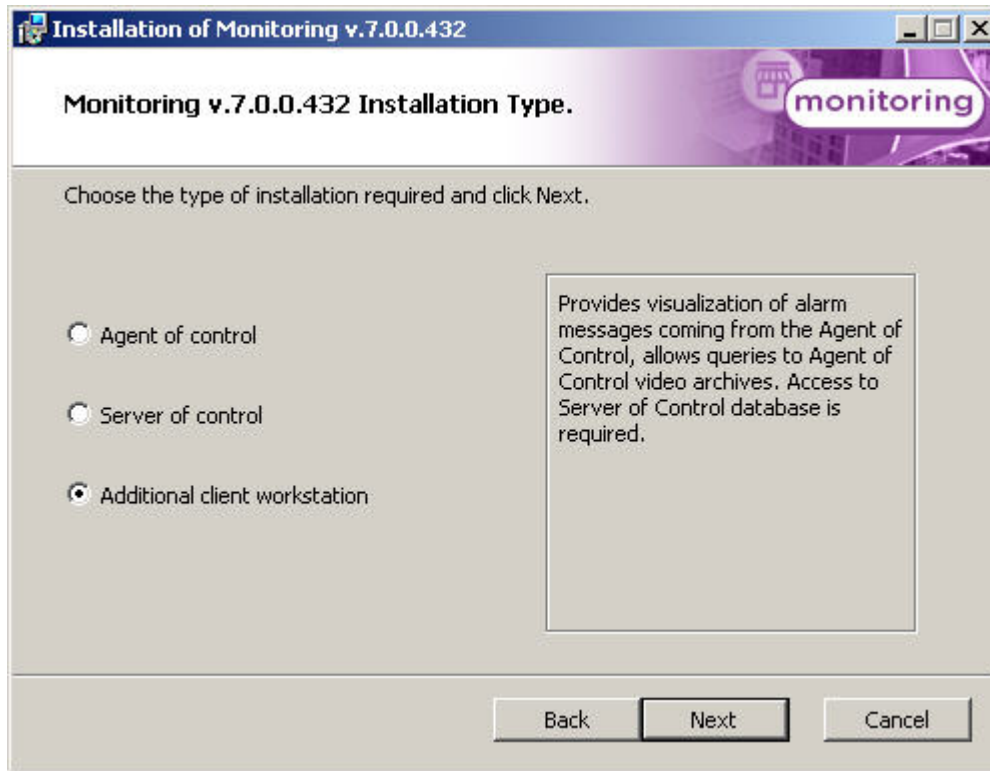 Installation of Monitoring v.7.0.0.432
Monitoring v.7.0.0.432 Installation Type.
monitoring
Choose the type of installation required and click Next.
Agent of control
Server of control
Additional client workstation
Provides visualization of alarm
messages coming from the Agent of
Control, allows queries to Agent of
Control video archives. Access to
Server of Control database is
required.
Back
Next
Cancel